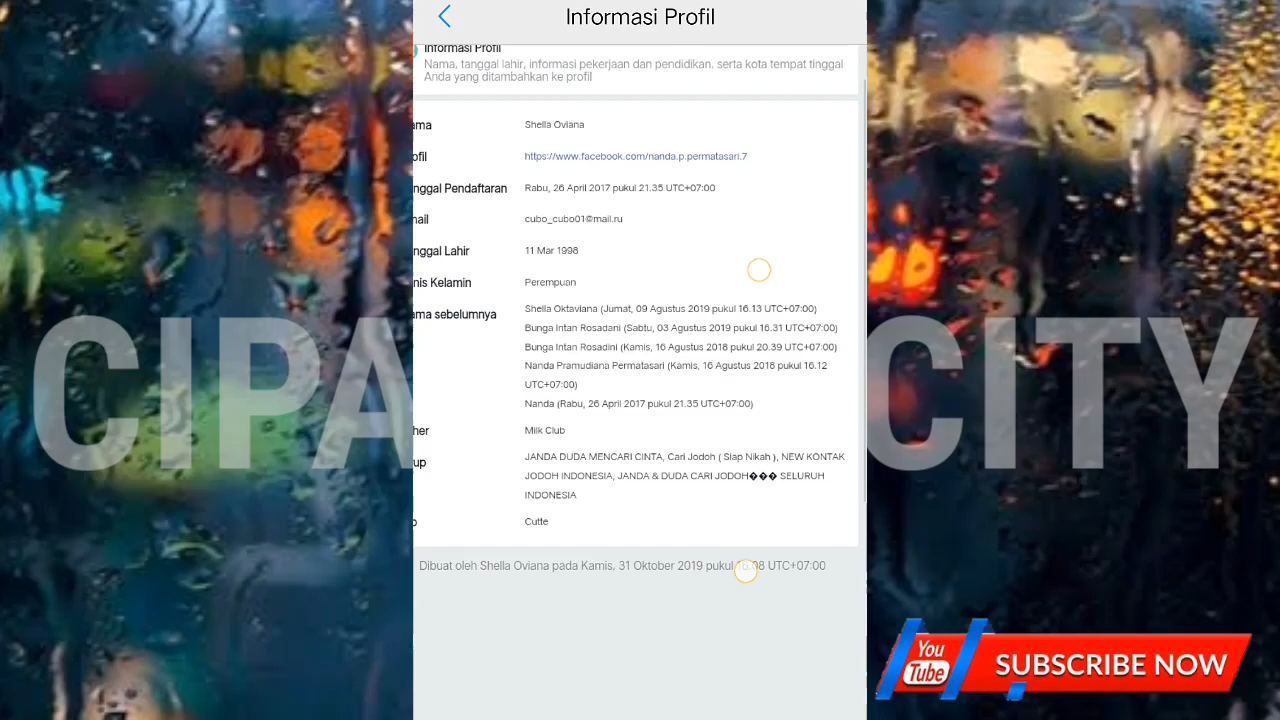 Informasi Profil
Informasi Profil
Nama, tanggal lahir, informasi pekerjaan dan pendidikan, serta kota tempat tinggal
Anda yang ditambahkan ke profil
ama Shella Oviana
ofil https://www.facebook.com/nanda.p.permatasari.7
nggal Pendaftaran Rabu, 26 April 2017 pukul 21.35 UTC+07:00
nail cubo_cubo01@mail.ru
nggal Lahir 11 Mar 1998
nis Kelamin Perempuan
ama sebelumnya Shella Oktaviana (Jumat, 09 Agustus 2019 pukul 16.13 UTC+07:00)
Bunga Intan Rosadani (Sabtu, 03 Agustus 2019 pukul 16.31 UTC+07:00)
Bunga Intan Rosadini (Kamis, 16 Agustus 2018 pukul 20.39 UTC+07:00)
Nanda Pramudiana Permatasari (Kamis, 16 Agustus 2018 pukul 16.12
UTC+07:00)
Nanda (Rabu, 26 April 2017 pukul 21.35 UTC+07:00)
her Milk Club
up JANDA DUDA MENCARI CINTA, Cari Jodoh ( Siap Nikah ), NEW KONTAK
JODOH INDONESIA, JANDA & DUDA CARI JODOH��� SELURUH
INDONESIA
o Cutte
Dibuat oleh Shella Oviana pada Kamis, 31 Oktober 2019 pukul 16.08 UTC+07:00
CIPA CITY
You
Tube
SUBSCRIBE NOW